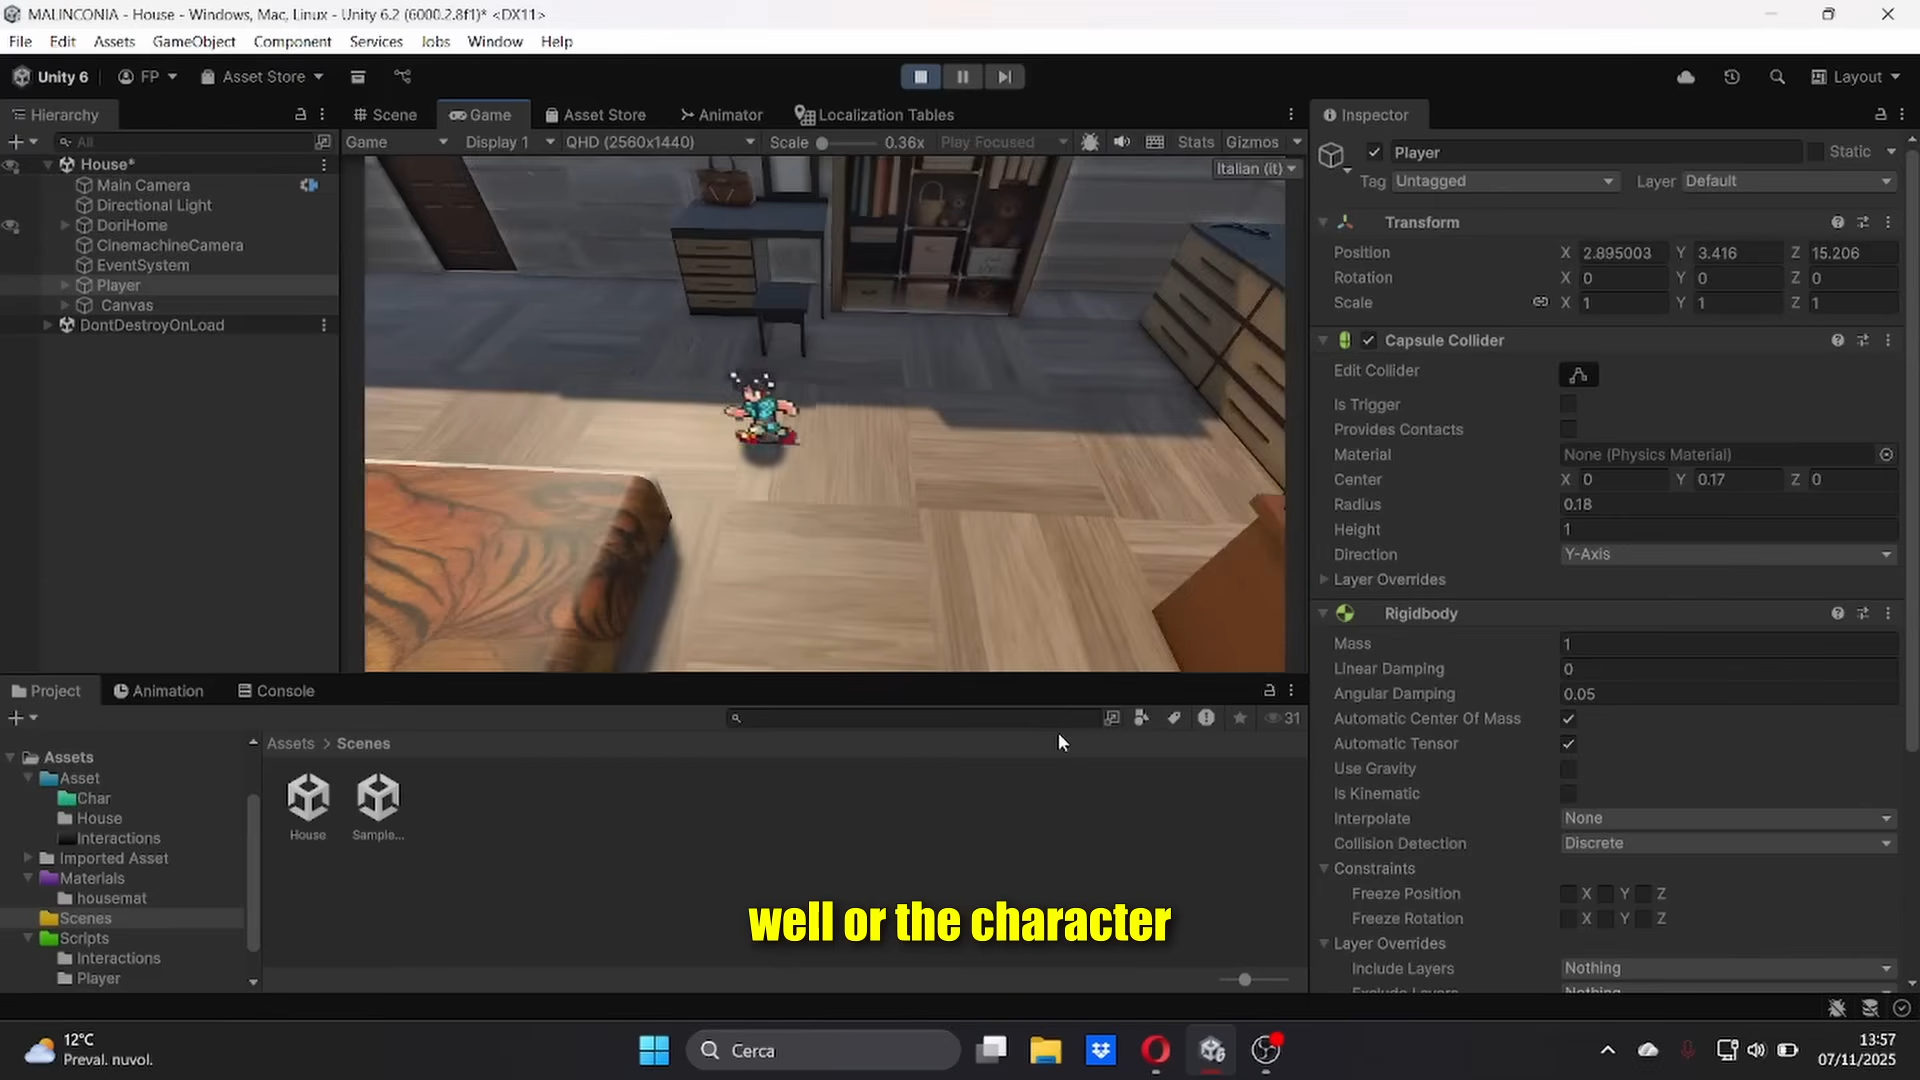 MALINCONIA - House - Windows, Mac, Linux - Unity 6.2 (6000.2.8f1)* <DX11>
File Edit Assets GameObject Component Services Jobs Window Help
Unity 6 FP Asset Store Layout
Hierarchy
All
House*
Main Camera
Directional Light
DoriHome
CinemachineCamera
EventSystem
Player
Canvas
DontDestroyOnLoad
Scene Game Asset Store Animator Localization Tables
Game Display 1 QHD (2560x1440) Scale 0.36x Play Focused Stats Gizmos
Italian (it)
Inspector
Player Static
Tag Untagged Layer Default
Transform
Position X 2.895003 Y 3.416 Z 15.206
Rotation X 0 Y 0 Z 0
Scale X 1 Y 1 Z 1
Capsule Collider
Edit Collider
Is Trigger
Provides Contacts
Material None (Physics Material)
Center X 0 Y 0.17 Z 0
Radius 0.18
Height 1
Direction Y-Axis
Layer Overrides
Rigidbody
Mass 1
Linear Damping 0
Angular Damping 0.05
Automatic Center Of Mass
Automatic Tensor
Use Gravity
Is Kinematic
Interpolate None
Collision Detection Discrete
Constraints
Freeze Position X Y Z
Freeze Rotation X Y Z
Layer Overrides
Include Layers Nothing
Project Animation Console
31
Assets
Asset
Char
House
Interactions
Imported Asset
Materials
housemat
Scenes
Scripts
Interactions
Player
Assets > Scenes
House Sample...
well or the character
12°C
Preval. nuvol.
Cerca
13:57
07/11/2025